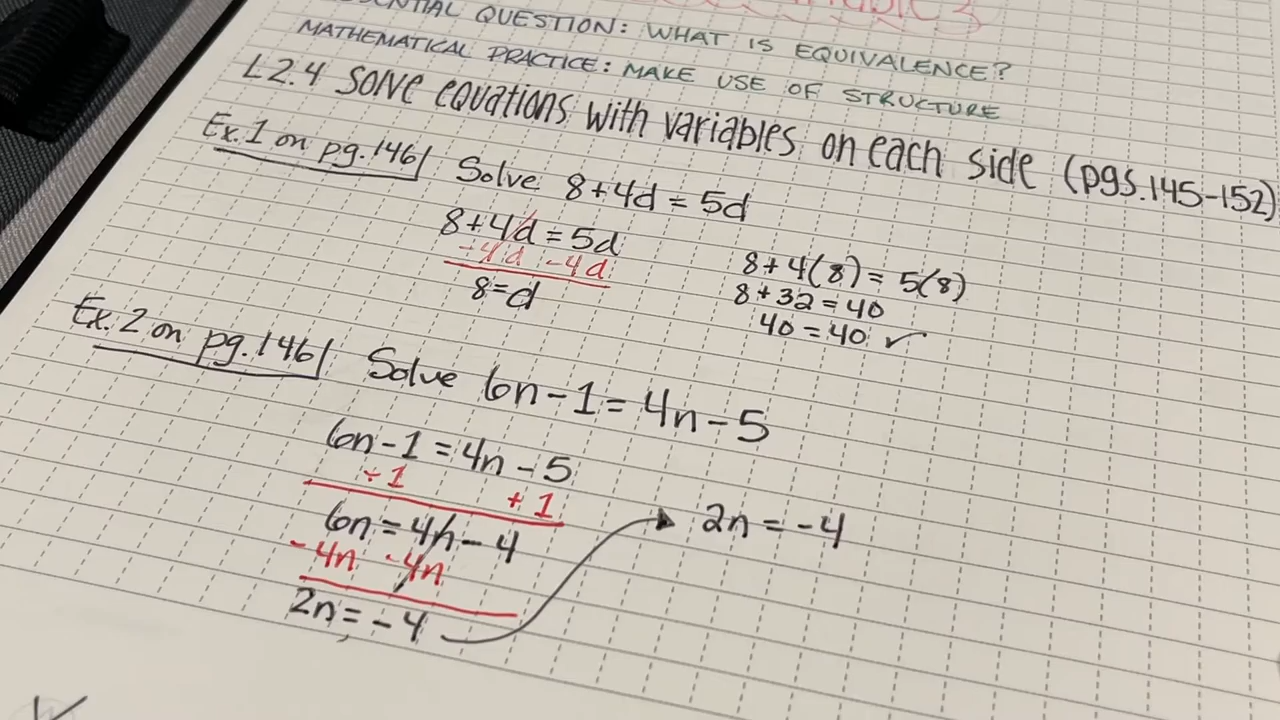 QUESTION: WHAT IS EQUIVALENCE?
MATHEMATICAL PRACTICE: MAKE USE OF STRUCTURE
L2.4 Solve equations with variables on each side (pgs.145-152)
Ex.1 on pg.146 Solve 8+4d=5d
8+4d=5d
-4d -4d
8=d
8+4(8)=5(8)
8+32=40
40=40 ✓
Ex.2 on pg.146 Solve 6n-1=4n-5
6n-1=4n-5
+1 +1
6n=4n-4
-4n -4n
2n=-4
2n=-4